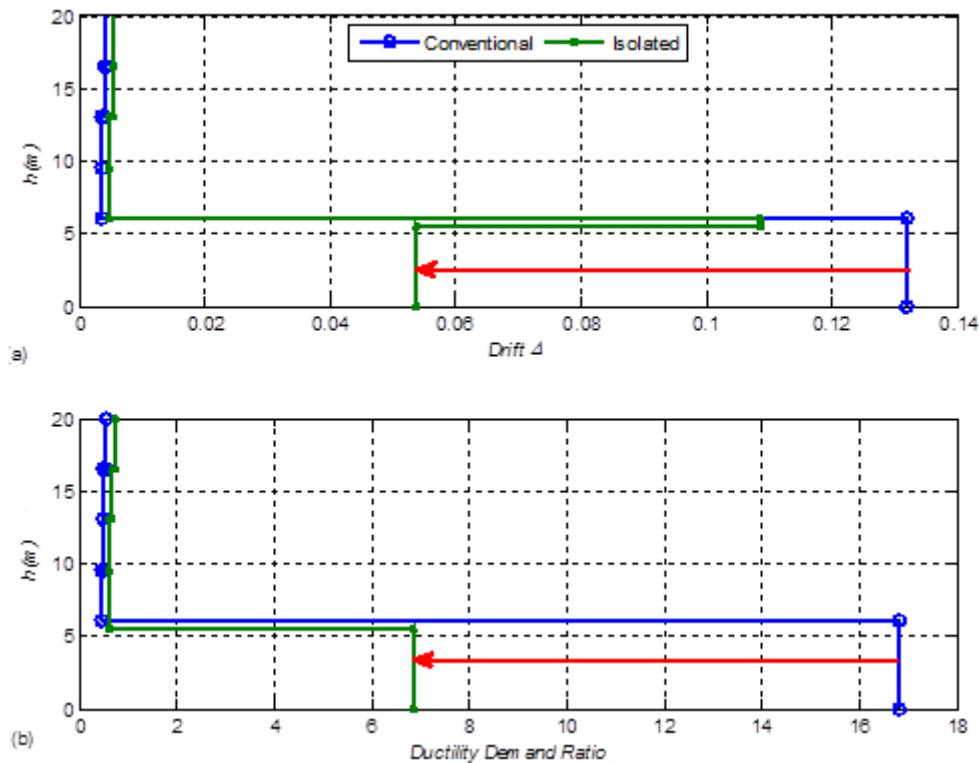 20
15
10
5
0
h(m)
Conventional
Isolated
0 0.02 0.04 0.06 0.08 0.1 0.12 0.14
Drift Δ
(a)
20
15
10
5
0
h(m)
0 2 4 6 8 10 12 14 16 18
Ductility Dem and Ratio
(b)